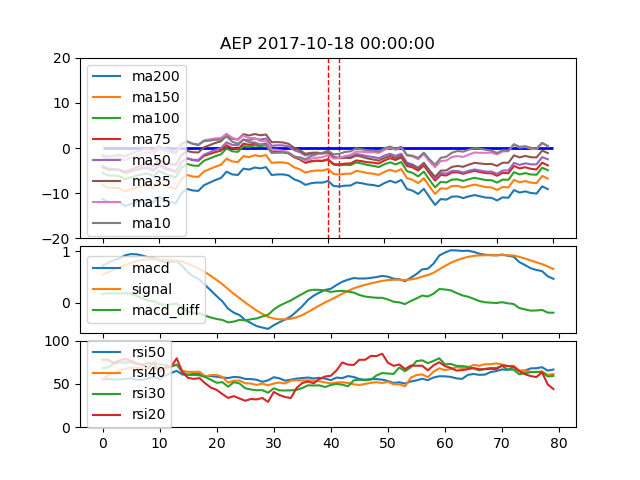 AEP 2017-10-18 00:00:00
20
10
0
−10
−20
ma200
ma150
ma100
ma75
ma50
ma35
ma15
ma10
1
0
macd
signal
macd_diff
100
50
0
rsi50
rsi40
rsi30
rsi20
0 10 20 30 40 50 60 70 80